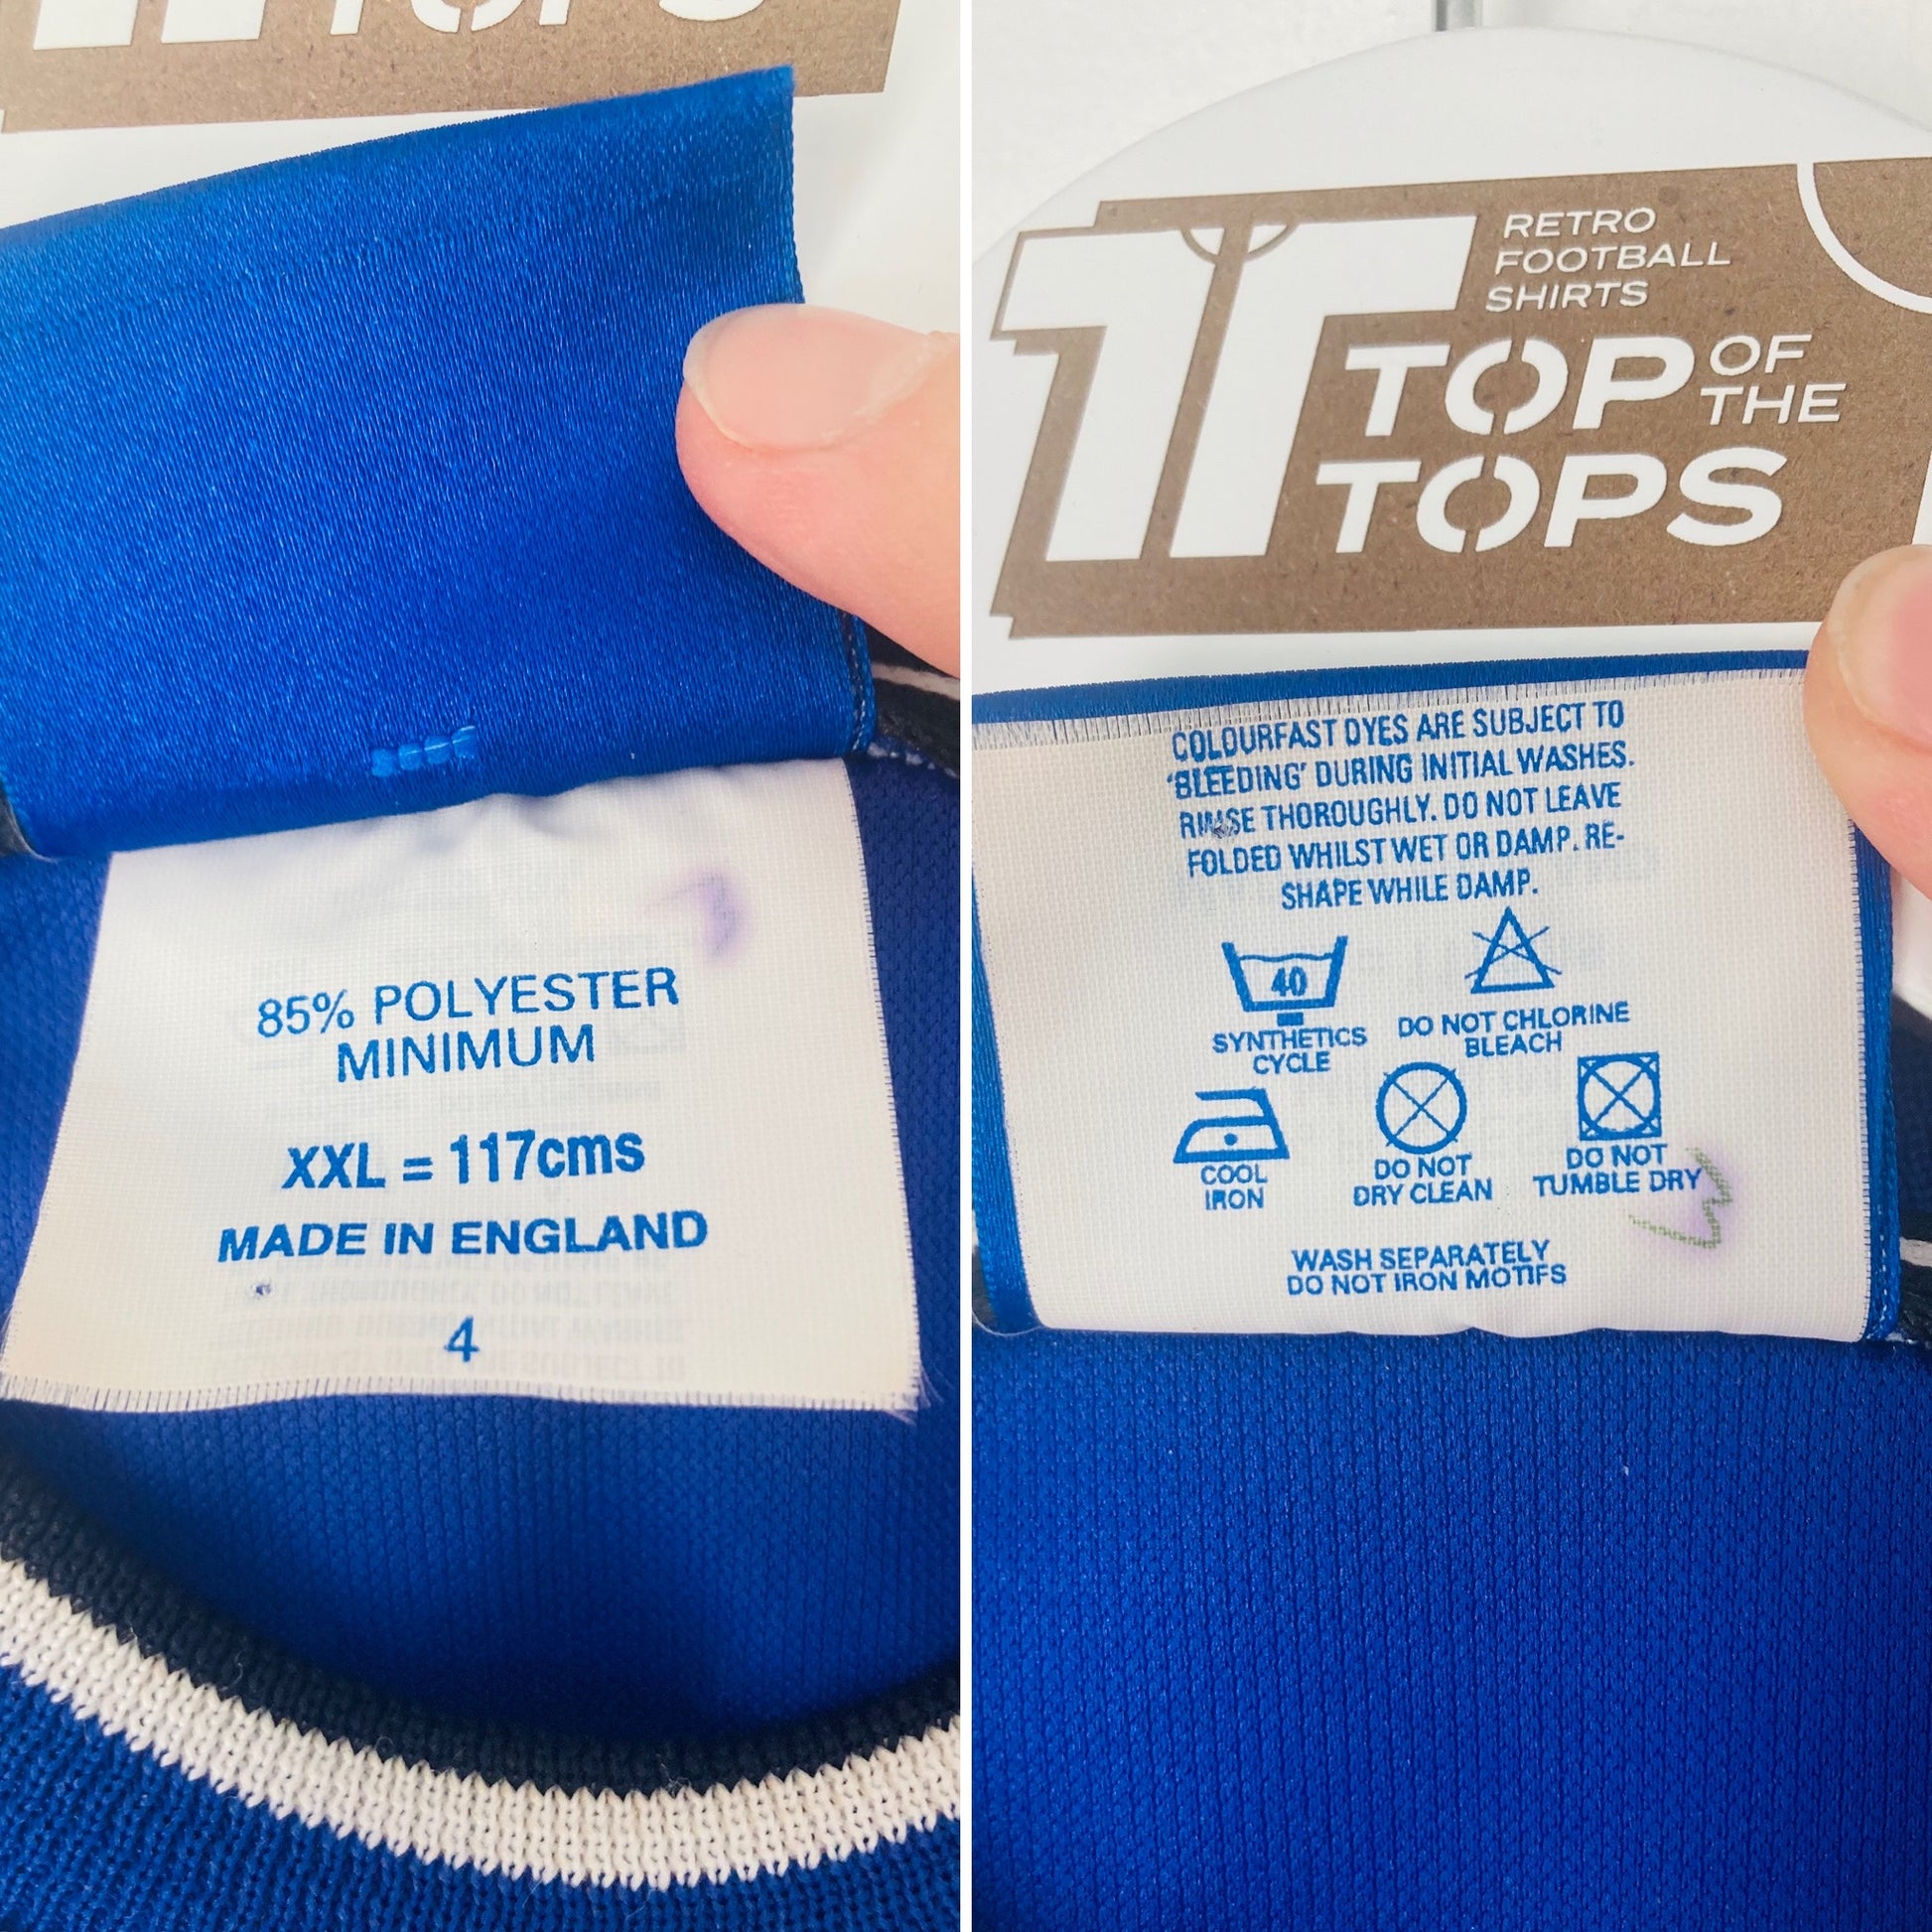 TOPS
85% POLYESTER
MINIMUM
XXL = 117cms
MADE IN ENGLAND
4
RETRO
FOOTBALL
SHIRTS
TOP OF THE
TOPS
COLOURFAST DYES ARE SUBJECT TO
'BLEEDING' DURING INITIAL WASHES.
RINSE THOROUGHLY. DO NOT LEAVE
FOLDED WHILST WET OR DAMP. RE-
SHAPE WHILE DAMP.
40
SYNTHETICS
CYCLE
DO NOT CHLORINE
BLEACH
COOL
IRON
DO NOT
DRY CLEAN
DO NOT
TUMBLE DRY
WASH SEPARATELY
DO NOT IRON MOTIFS